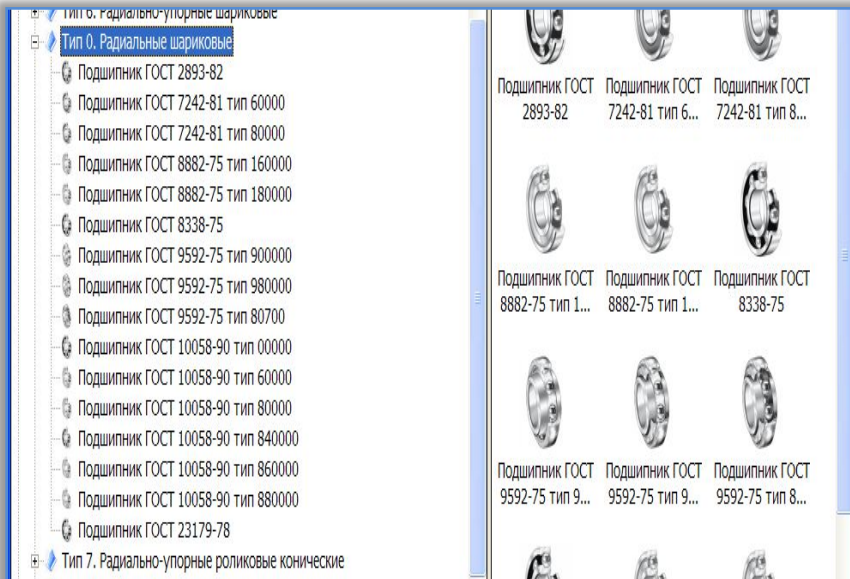 Тип 6. Радиально-упорные шариковые
Тип 0. Радиальные шариковые
Подшипник ГОСТ 2893-82
Подшипник ГОСТ 7242-81 тип 60000
Подшипник ГОСТ 7242-81 тип 80000
Подшипник ГОСТ 8882-75 тип 160000
Подшипник ГОСТ 8882-75 тип 180000
Подшипник ГОСТ 8338-75
Подшипник ГОСТ 9592-75 тип 900000
Подшипник ГОСТ 9592-75 тип 980000
Подшипник ГОСТ 9592-75 тип 80700
Подшипник ГОСТ 10058-90 тип 00000
Подшипник ГОСТ 10058-90 тип 60000
Подшипник ГОСТ 10058-90 тип 80000
Подшипник ГОСТ 10058-90 тип 840000
Подшипник ГОСТ 10058-90 тип 860000
Подшипник ГОСТ 10058-90 тип 880000
Подшипник ГОСТ 23179-78
Тип 7. Радиально-упорные роликовые конические
Подшипник ГОСТ
2893-82
Подшипник ГОСТ
7242-81 тип 6...
Подшипник ГОСТ
7242-81 тип 8...
Подшипник ГОСТ
8882-75 тип 1...
Подшипник ГОСТ
8882-75 тип 1...
Подшипник ГОСТ
8338-75
Подшипник ГОСТ
9592-75 тип 9...
Подшипник ГОСТ
9592-75 тип 9...
Подшипник ГОСТ
9592-75 тип 8...